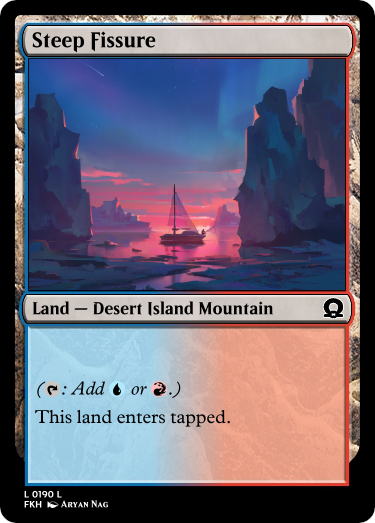 Steep Fissure
Land — Desert Island Mountain
(: Add or .)
This land enters tapped.
L 0190 L
FKH Aryan Nag